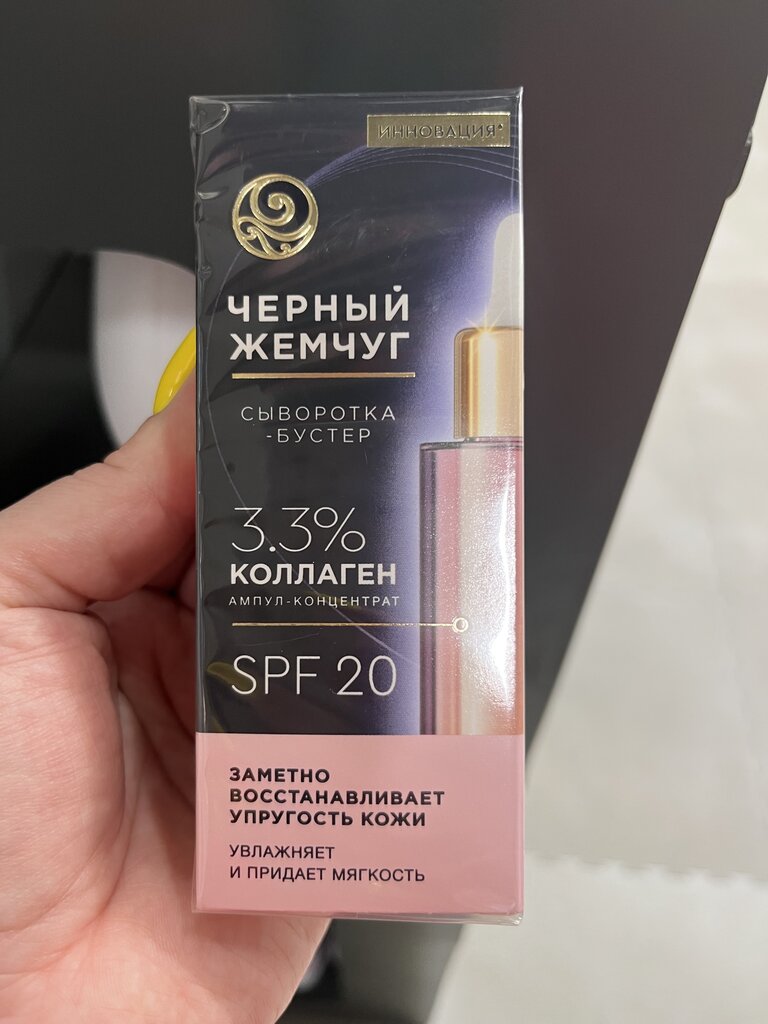 ИННОВАЦИЯ*
ЧЕРНЫЙ
ЖЕМЧУГ
СЫВОРОТКА
-БУСТЕР
3.3%
КОЛЛАГЕН
АМПУЛ-КОНЦЕНТРАТ
SPF 20
ЗАМЕТНО
ВОССТАНАВЛИВАЕТ
УПРУГОСТЬ КОЖИ
УВЛАЖНЯЕТ
И ПРИДАЕТ МЯГКОСТЬ